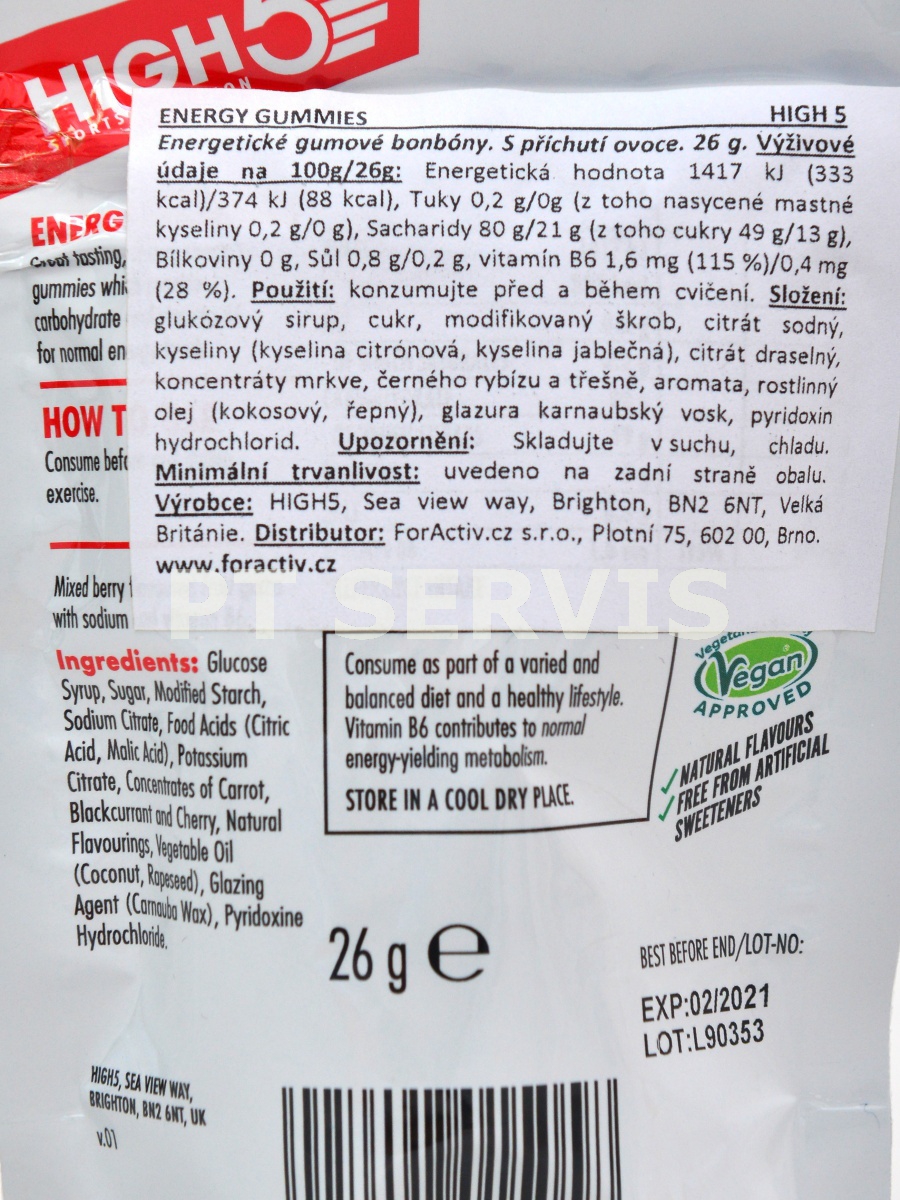 HIGH5
SPORTS
ENERGY GUMMIES HIGH 5
Energetické gumové bonbóny. S příchutí ovoce. 26 g. Výživové
údaje na 100g/26g: Energetická hodnota 1417 kJ (333
kcal)/374 kJ (88 kcal), Tuky 0,2 g/0g (z toho nasycené mastné
kyseliny 0,2 g/0 g), Sacharidy 80 g/21 g (z toho cukry 49 g/13 g),
Bílkoviny 0 g, Sůl 0,8 g/0,2 g, vitamín B6 1,6 mg (115 %)/0,4 mg
(28 %). Použití: konzumujte před a během cvičení. Složení:
glukózový sirup, cukr, modifikovaný škrob, citrát sodný,
kyseliny (kyselina citrónová, kyselina jablečná), citrát draselný,
koncentráty mrkve, černého rybízu a třešně, aromata, rostlinný
olej (kokosový, řepný), glazura karnaubský vosk, pyridoxin
hydrochlorid. Upozornění: Skladujte v suchu, chladu.
Minimální trvanlivost: uvedeno na zadní straně obalu.
Výrobce: HIGH5, Sea view way, Brighton, BN2 6NT, Velká
Británie. Distributor: ForActiv.cz s.r.o., Plotní 75, 602 00, Brno.
www.foractiv.cz
PT SERVIS
ENERG
Great tasting,
gummies whi
carbohydrate
for normal en
HOW T
Consume befo
exercise.
Mixed berry f
with sodium
Ingredients: Glucose
Syrup, Sugar, Modified Starch,
Sodium Citrate, Food Acids (Citric
Acid, Malic Acid), Potassium
Citrate, Concentrates of Carrot,
Blackcurrant and Cherry, Natural
Flavourings, Vegetable Oil
(Coconut, Rapeseed), Glazing
Agent (Carnauba Wax), Pyridoxine
Hydrochloride.
Consume as part of a varied and
balanced diet and a healthy lifestyle.
Vitamin B6 contributes to normal
energy-yielding metabolism.
STORE IN A COOL DRY PLACE.
Vegan
APPROVED
✓ NATURAL FLAVOURS
✓ FREE FROM ARTIFICIAL
SWEETENERS
26 g e
BEST BEFORE END/LOT-NO:
EXP:02/2021
LOT:L90353
HIGH5, SEA VIEW WAY,
BRIGHTON, BN2 6NT, UK
v.01